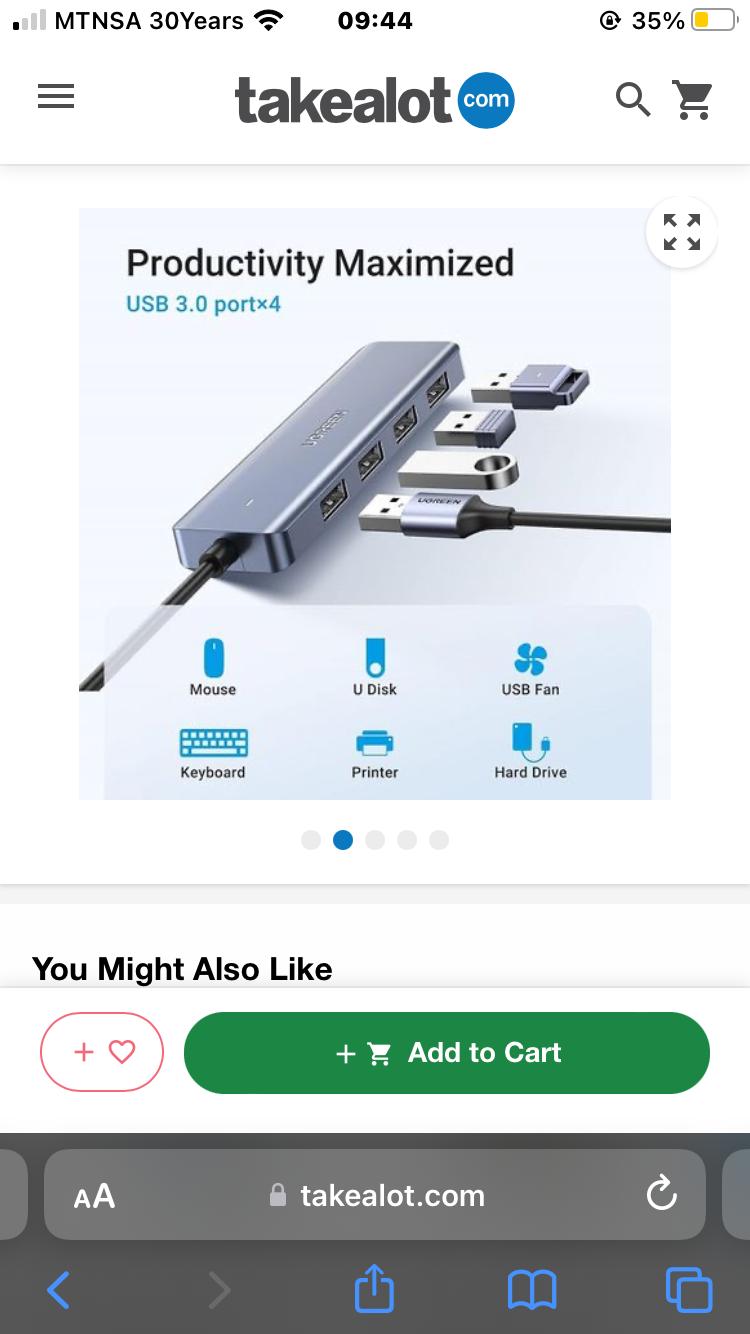 MTNSA 30Years 09:44 35%
takealot com
Productivity Maximized
USB 3.0 port×4
UGREEN
UGREEN
Mouse U Disk USB Fan
Keyboard Printer Hard Drive
You Might Also Like
+ + Add to Cart
AA takealot.com